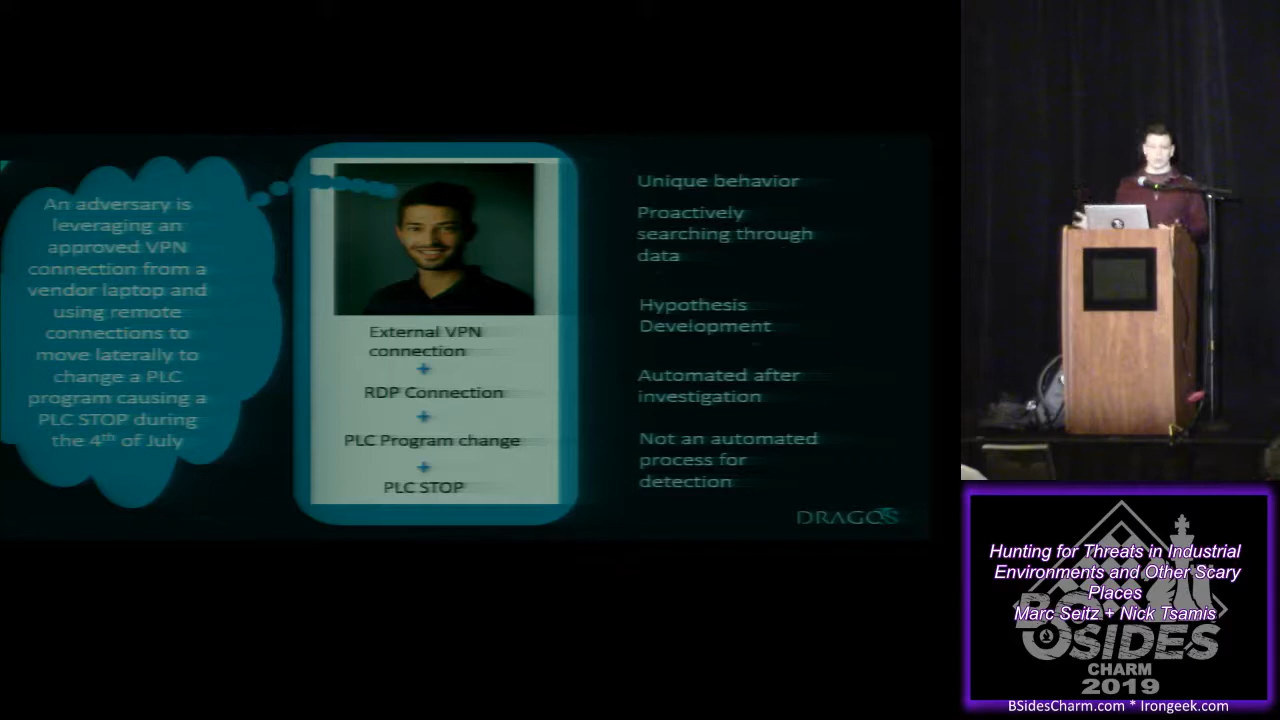 An adversary is
leveraging an
approved VPN
connection from a
vendor laptop and
using remote
connections to
move laterally to
change a PLC
program causing a
PLC STOP during
the 4th of July
External VPN
connection
+
RDP Connection
+
PLC Program change
+
PLC STOP
Unique behavior
Proactively
searching through
data
Hypothesis
Development
Automated after
investigation
Not an automated
process for
detection
DRAGOS
Hunting for Threats in Industrial
Environments and Other Scary
Places
Marc Seitz + Nick Tsamis
BSIDES
CHARM
2019
BSidesCharm.com * Irongeek.com